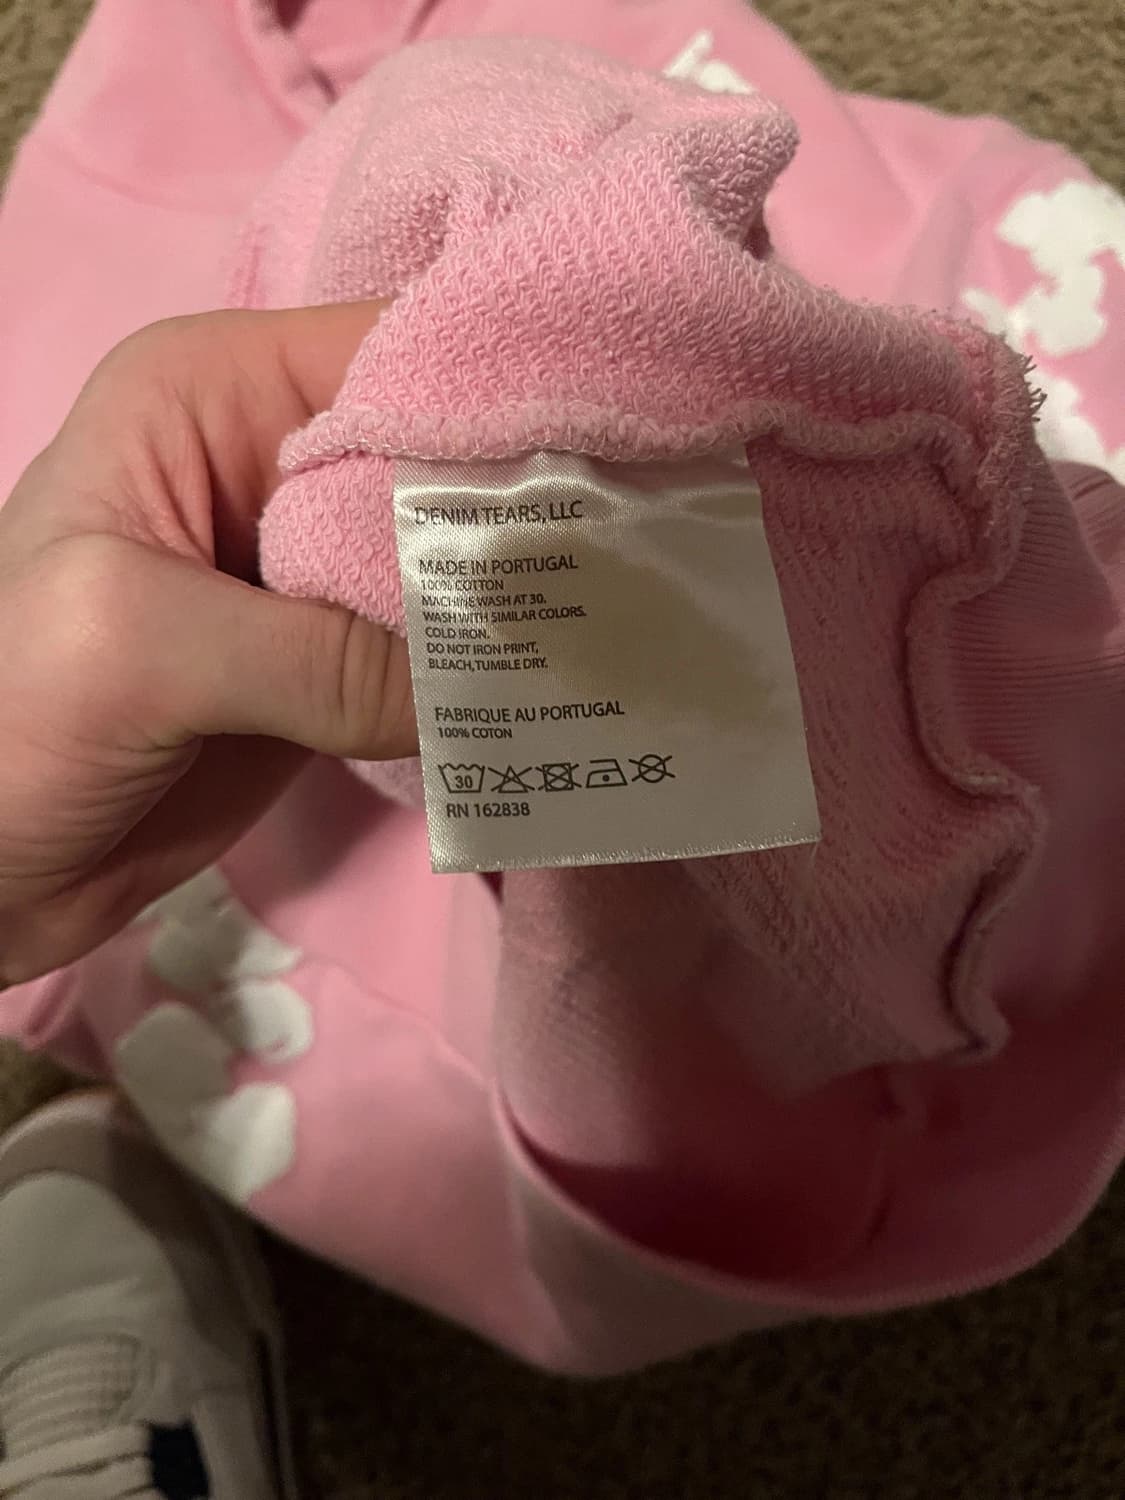 DENIM TEARS, LLC
MADE IN PORTUGAL
100% COTTON
MACHINE WASH AT 30.
WASH WITH SIMILAR COLORS.
COLD IRON.
DO NOT IRON PRINT,
BLEACH,TUMBLE DRY.
FABRIQUE AU PORTUGAL
100% COTON
30
RN 162838